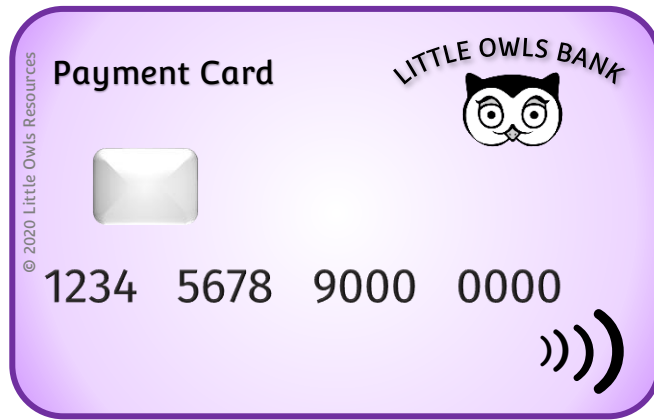 LITTLE OWLS BANK
Payment Card
© 2020 Little Owls Resources
1234 5678 9000 0000